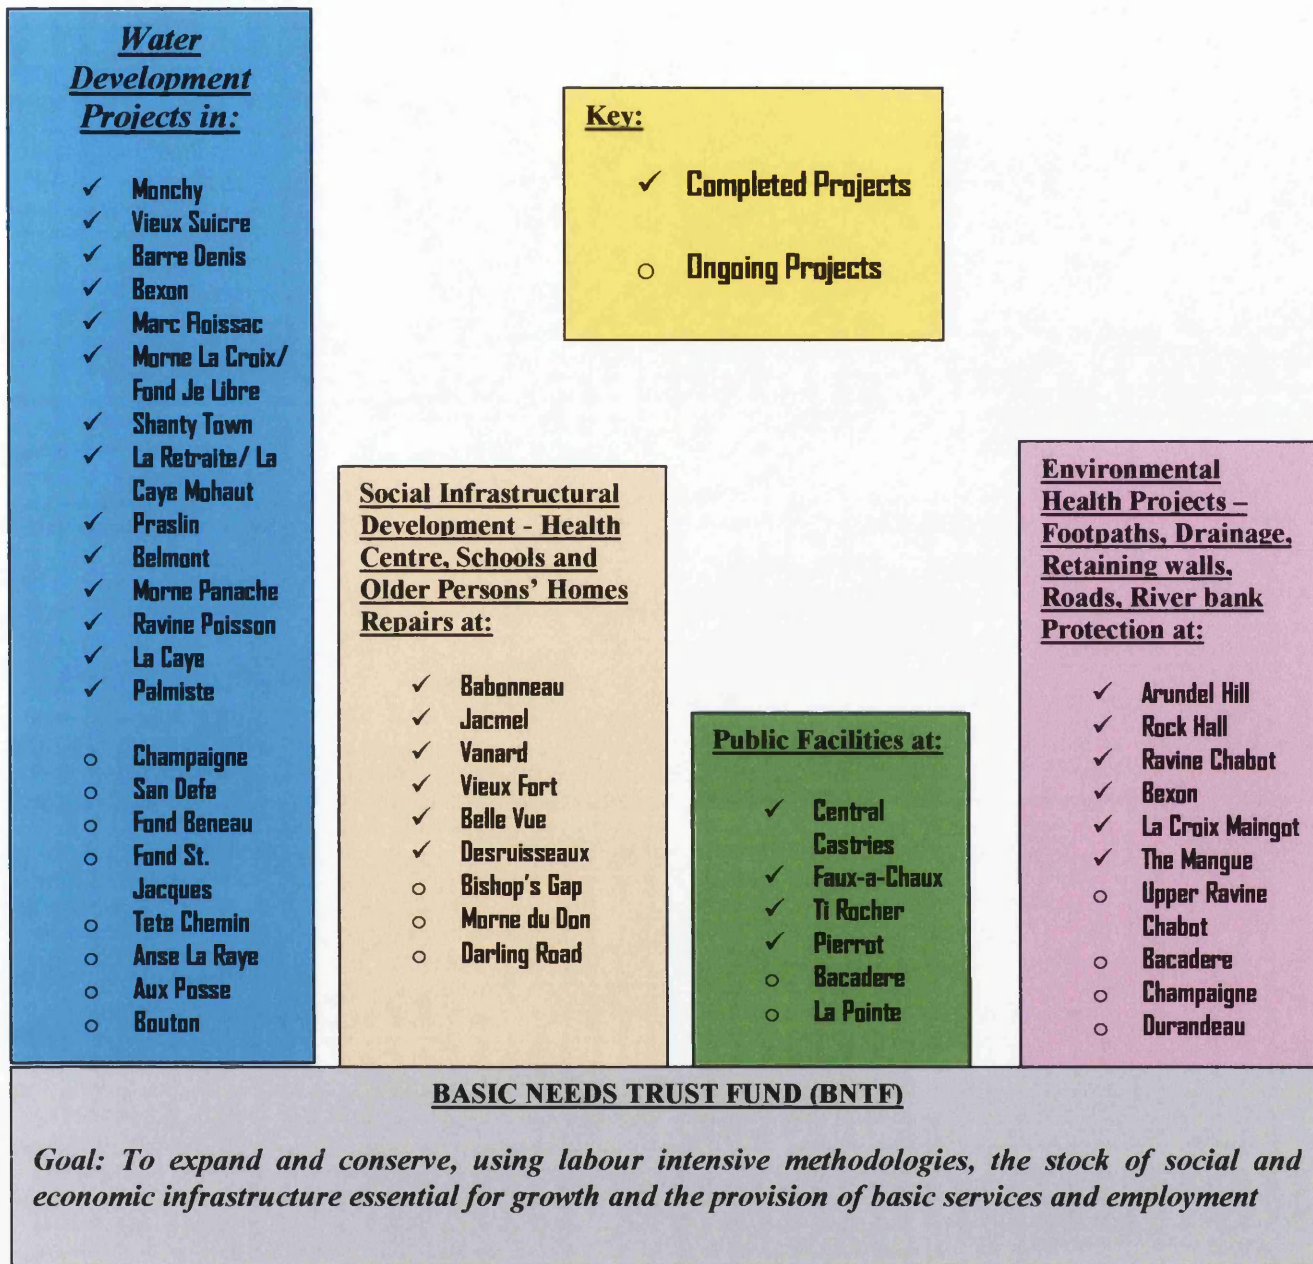 Water
Development
Projects in:
✓ Monchy
✓ Vieux Suicre
✓ Barre Denis
✓ Bexon
✓ Marc Floissac
✓ Morne La Croix/
Fond Je Libre
✓ Shanty Town
✓ La Retraite/ La
Caye Mohaut
✓ Praslin
✓ Belmont
✓ Morne Panache
✓ Ravine Poisson
✓ La Caye
✓ Palmiste
o Champaigne
o San Defe
o Fond Beneau
o Fond St.
Jacques
o Tete Chemin
o Anse La Raye
o Aux Posse
o Bouton
Key:
✓ Completed Projects
o Ongoing Projects
Social Infrastructural
Development - Health
Centre, Schools and
Older Persons' Homes
Repairs at:
✓ Babonneau
✓ Jacmel
✓ Vanard
✓ Vieux Fort
✓ Belle Vue
✓ Desruisseaux
o Bishop's Gap
o Morne du Don
o Darling Road
Public Facilities at:
✓ Central
Castries
✓ Faux-a-Chaux
✓ Ti Rocher
✓ Pierrot
o Bacadere
o La Pointe
Environmental
Health Projects –
Footpaths, Drainage,
Retaining walls,
Roads, River bank
Protection at:
✓ Arundel Hill
✓ Rock Hall
✓ Ravine Chabot
✓ Bexon
✓ La Croix Maingot
✓ The Mangue
o Upper Ravine
Chabot
o Bacadere
o Champaigne
o Durandeau
BASIC NEEDS TRUST FUND (BNTF)
Goal: To expand and conserve, using labour intensive methodologies, the stock of social and
economic infrastructure essential for growth and the provision of basic services and employment